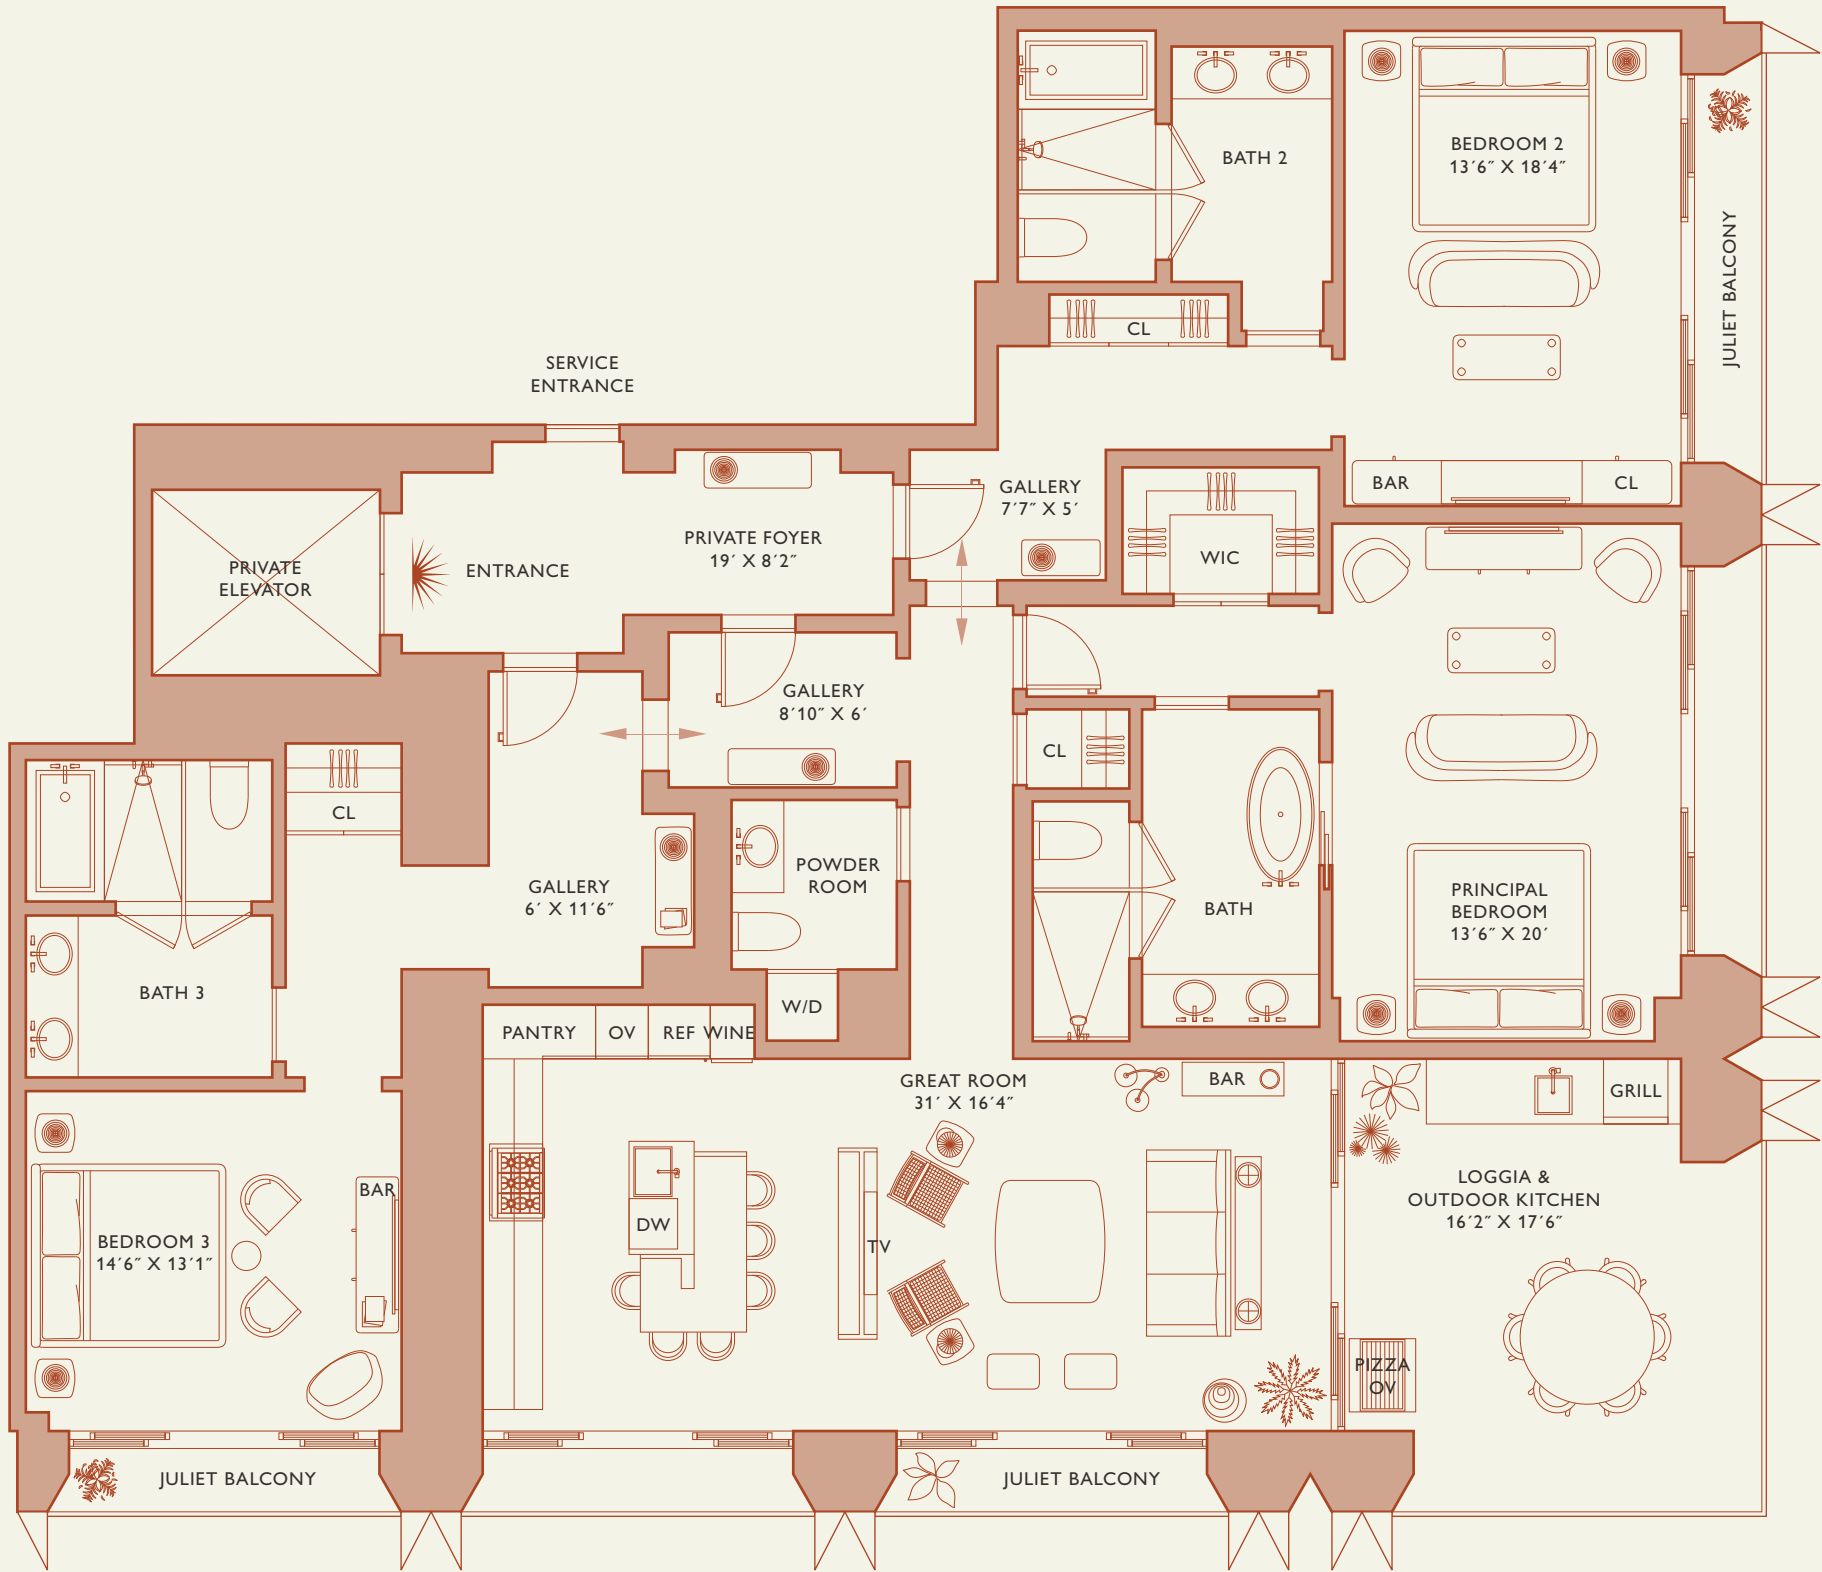 BATH 2
BEDROOM 2
13′6″ X 18′4″
JULIET BALCONY
CL
SERVICE
ENTRANCE
BAR
CL
GALLERY
7′7″ X 5′
PRIVATE FOYER
19′ X 8′2″
WIC
PRIVATE
ELEVATOR
ENTRANCE
GALLERY
8′10″ X 6′
CL
CL
POWDER
ROOM
GALLERY
6′ X 11′6″
BATH
PRINCIPAL
BEDROOM
13′6″ X 20′
BATH 3
W/D
PANTRY
OV
REF
WINE
GREAT ROOM
31′ X 16′4″
BAR
GRILL
LOGGIA &
OUTDOOR KITCHEN
16′2″ X 17′6″
BAR
DW
TV
BEDROOM 3
14′6″ X 13′1″
PIZZA
OV
JULIET BALCONY
JULIET BALCONY